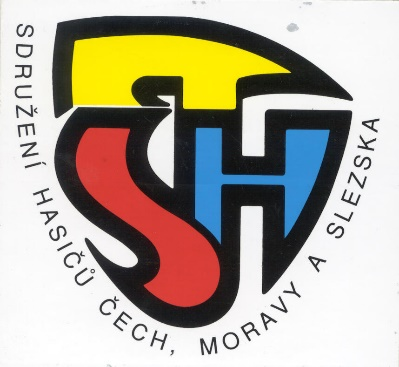 SH
SDRUŽENÍ HASIČŮ ČECH, MORAVY A SLEZSKA